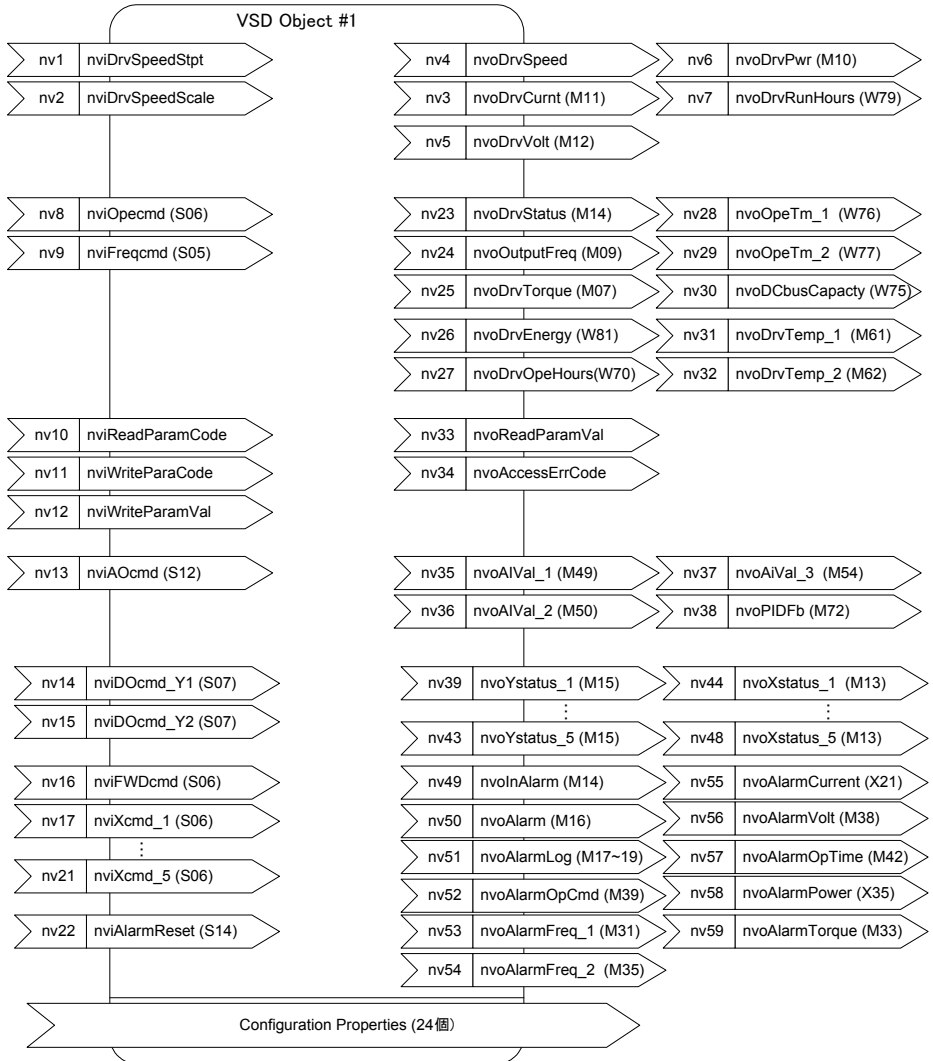 VSD Object #1
nv1 nviDrvSpeedStpt nv4 nvoDrvSpeed nv6 nvoDrvPwr (M10)
nv2 nviDrvSpeedScale nv3 nvoDrvCurnt (M11) nv7 nvoDrvRunHours (W79)
nv5 nvoDrvVolt (M12)
nv8 nviOpecmd (S06) nv23 nvoDrvStatus (M14) nv28 nvoOpeTm_1 (W76)
nv9 nviFreqcmd (S05) nv24 nvoOutputFreq (M09) nv29 nvoOpeTm_2 (W77)
nv25 nvoDrvTorque (M07) nv30 nvoDCbusCapacty (W75)
nv26 nvoDrvEnergy (W81) nv31 nvoDrvTemp_1 (M61)
nv27 nvoDrvOpeHours(W70) nv32 nvoDrvTemp_2 (M62)
nv10 nviReadParamCode nv33 nvoReadParamVal
nv11 nviWriteParaCode nv34 nvoAccessErrCode
nv12 nviWriteParamVal
nv13 nviAOcmd (S12) nv35 nvoAIVal_1 (M49) nv37 nvoAiVal_3 (M54)
nv36 nvoAIVal_2 (M50) nv38 nvoPIDFb (M72)
nv14 nviDOcmd_Y1 (S07) nv39 nvoYstatus_1 (M15) nv44 nvoXstatus_1 (M13)
nv15 nviDOcmd_Y2 (S07) nv43 nvoYstatus_5 (M15) nv48 nvoXstatus_5 (M13)
nv16 nviFWDcmd (S06) nv49 nvoInAlarm (M14) nv55 nvoAlarmCurrent (X21)
nv17 nviXcmd_1 (S06) nv50 nvoAlarm (M16) nv56 nvoAlarmVolt (M38)
nv51 nvoAlarmLog (M17~19) nv57 nvoAlarmOpTime (M42)
nv21 nviXcmd_5 (S06) nv52 nvoAlarmOpCmd (M39) nv58 nvoAlarmPower (X35)
nv22 nviAlarmReset (S14) nv53 nvoAlarmFreq_1 (M31) nv59 nvoAlarmTorque (M33)
nv54 nvoAlarmFreq_2 (M35)
Configuration Properties (24個)